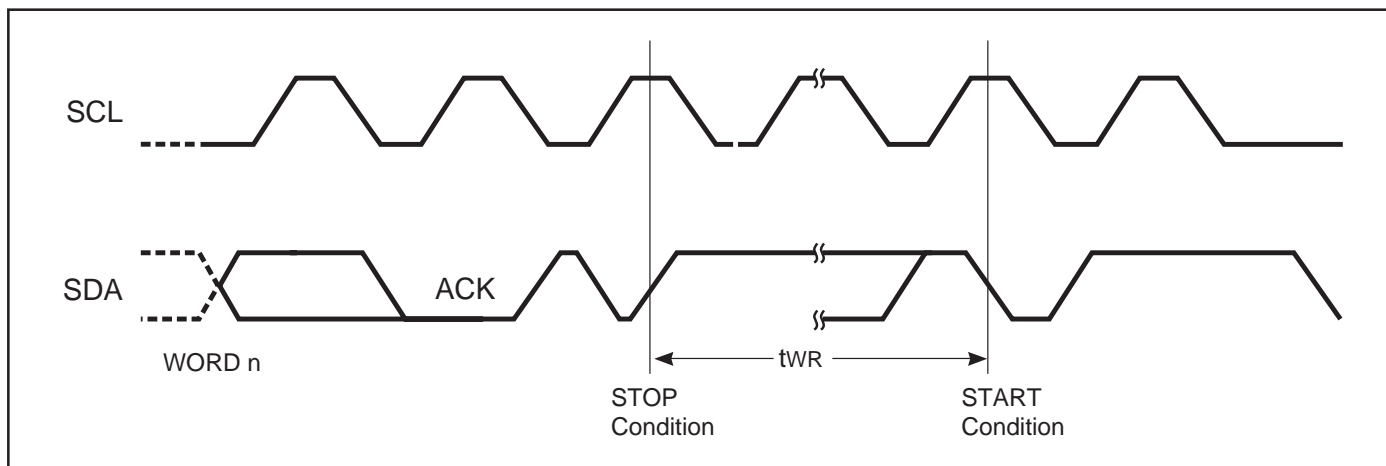 SCL
SDA
ACK
WORD n
tWR
STOP
Condition
START
Condition